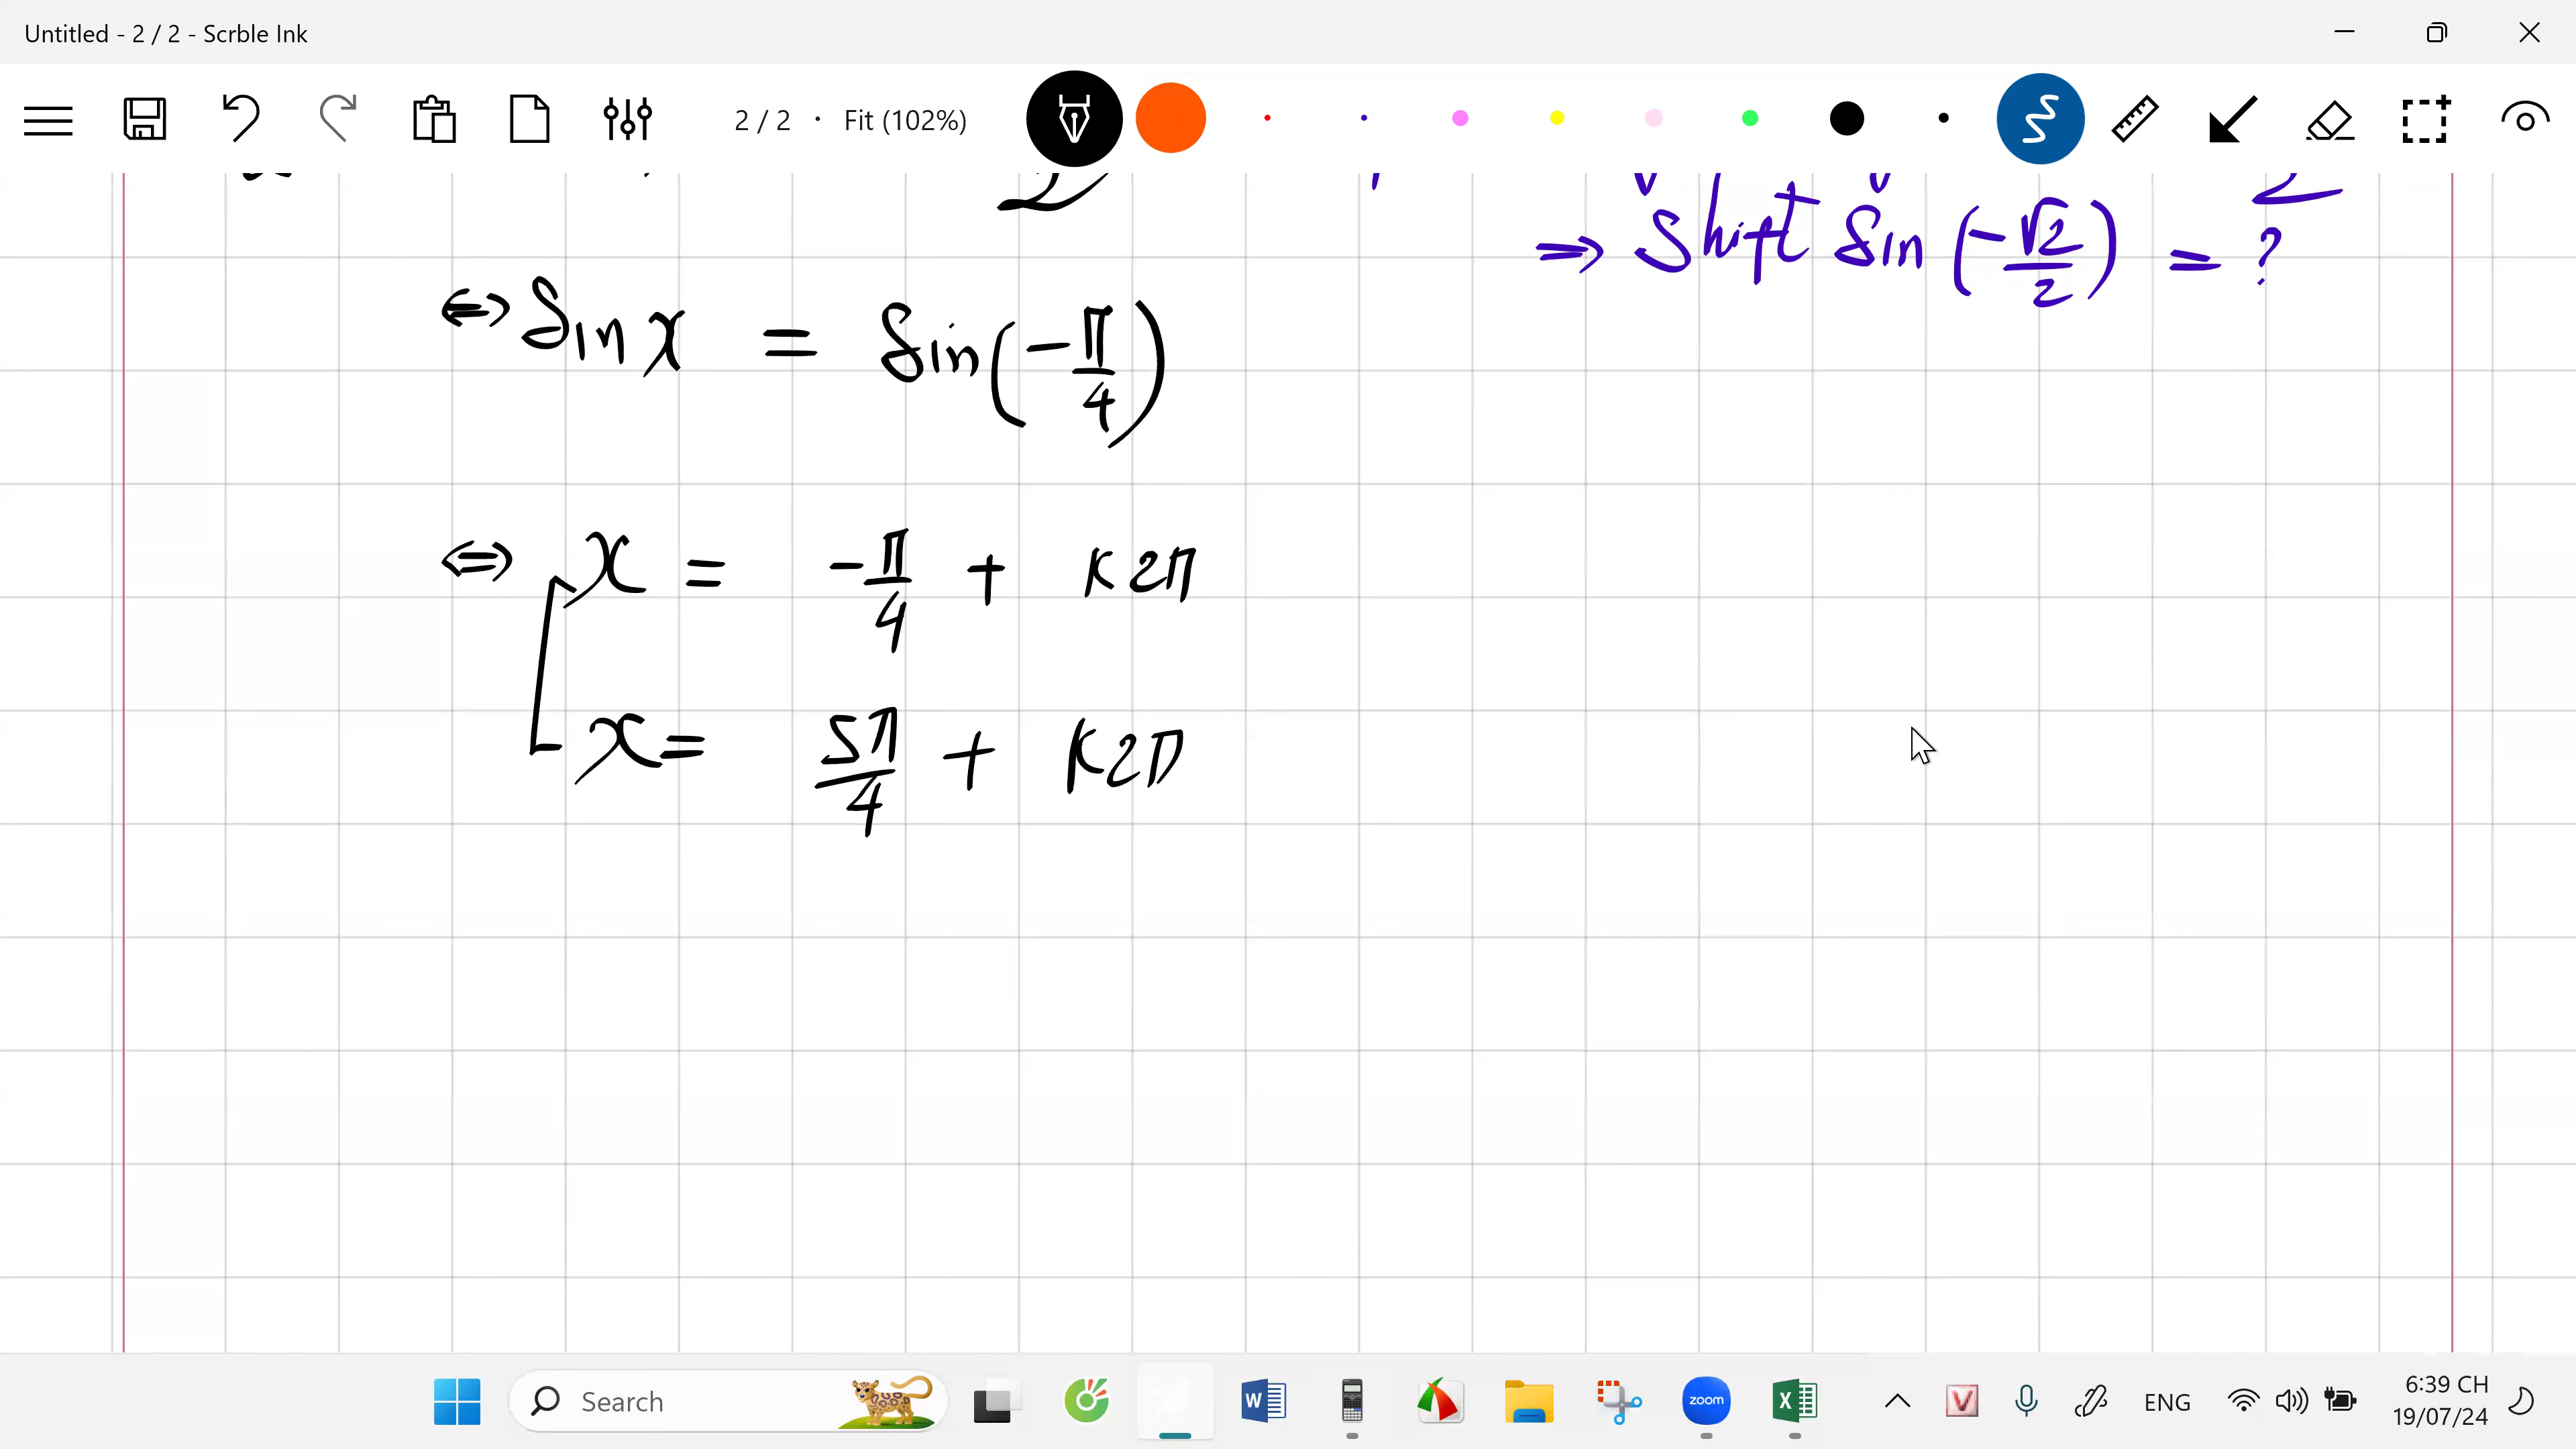 Untitled - 2 / 2 - Scrble Ink
2 / 2 · Fit (102%)
⇒ Shift Sin (-√2/2) = ?
⇔ Sin x = Sin(-π/4)
⇔ x = -π/4 + K2π
x = 5π/4 + K2π
Search
W
zoom
X
V
ENG
6:39 CH
19/07/24